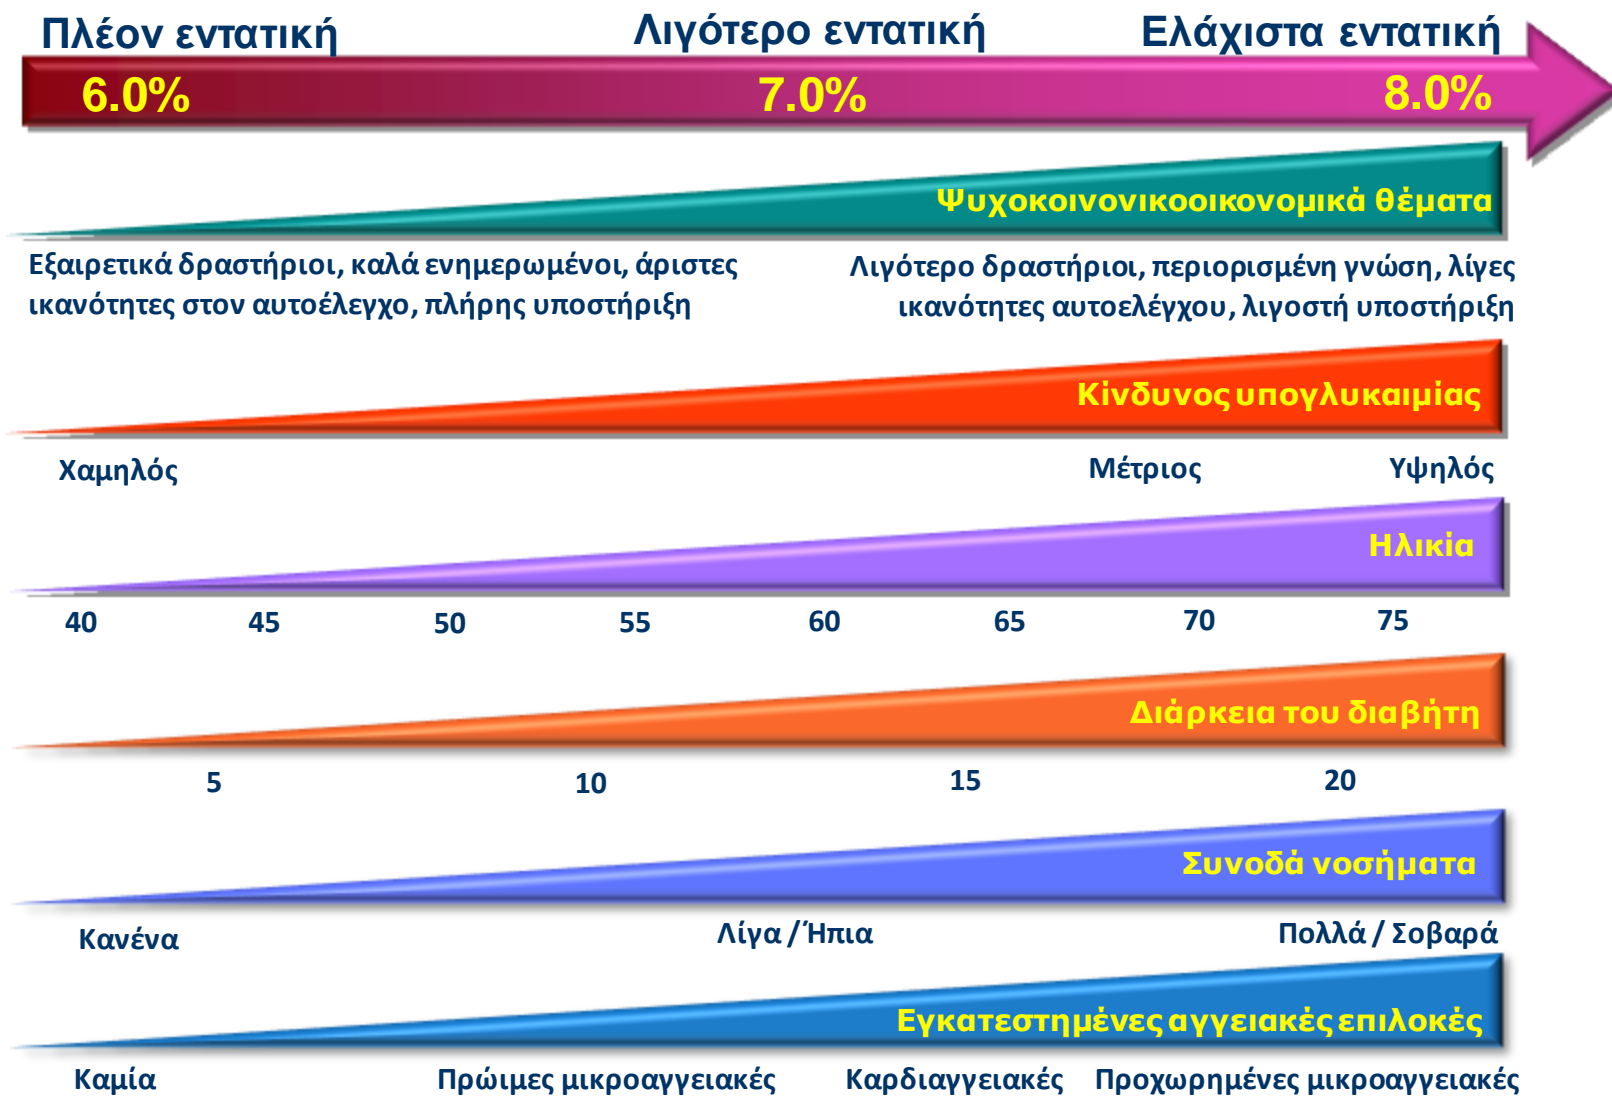 Πλέον εντατική Λιγότερο εντατική Ελάχιστα εντατική
6.0% 7.0% 8.0%
Ψυχοκοινονικοοικονομικά θέματα
Εξαιρετικά δραστήριοι, καλά ενημερωμένοι, άριστες
ικανότητες στον αυτοέλεγχο, πλήρης υποστήριξη
Λιγότερο δραστήριοι, περιορισμένη γνώση, λίγες
ικανότητες αυτοελέγχου, λιγοστή υποστήριξη
Κίνδυνος υπογλυκαιμίας
Χαμηλός Μέτριος Υψηλός
Ηλικία
40 45 50 55 60 65 70 75
Διάρκεια του διαβήτη
5 10 15 20
Συνοδά νοσήματα
Κανένα Λίγα / Ήπια Πολλά / Σοβαρά
Εγκατεστημένες αγγειακές επιλοκές
Καμία Πρώιμες μικροαγγειακές Καρδιαγγειακές Προχωρημένες μικροαγγειακές